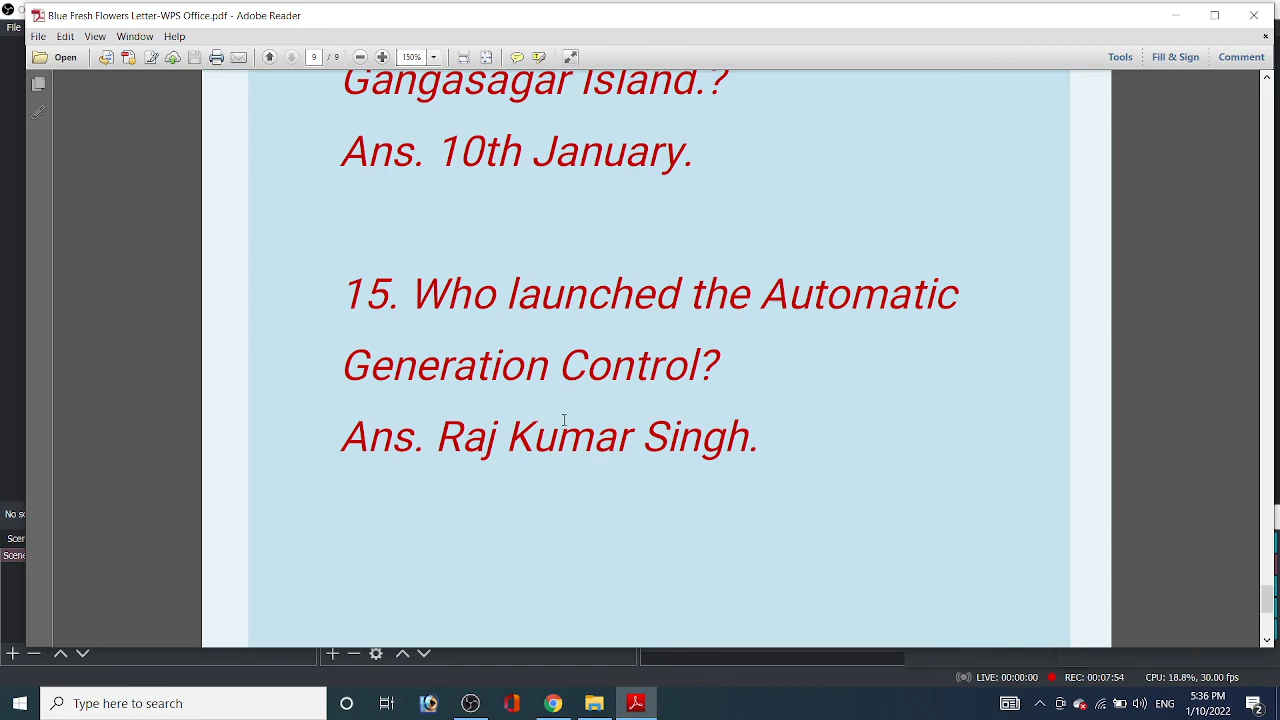 Blue Fresh Flowers Letter-WPS Office.pdf - Adobe Reader
File Edit View Window Help
Open 9 / 9 150% Tools Fill & Sign Comment
Gangasagar Island.?
Ans. 10th January.
15. Who launched the Automatic
Generation Control?
Ans. Raj Kumar Singh.
LIVE: 00:00:00 REC: 00:07:54 CPU: 18.8%, 30.00 fps
Type here to search
ENG
5:36 PM
1/10/2022
2